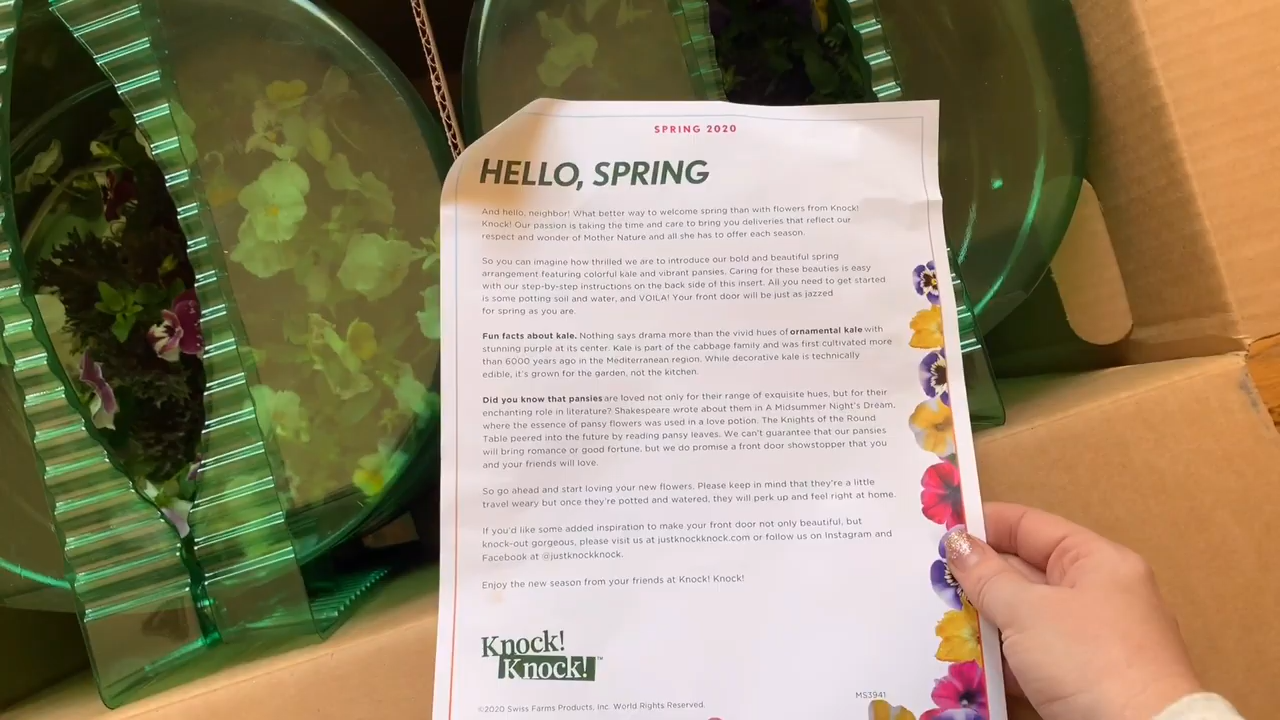 SPRING 2020
HELLO, SPRING
And hello, neighbor! What better way to welcome spring than with flowers from Knock!
Knock! Our passion is taking the time and care to bring you deliveries that reflect our
respect and wonder of Mother Nature and all she has to offer each season.
So you can imagine how thrilled we are to introduce our bold and beautiful spring
arrangement featuring colorful kale and vibrant pansies. Caring for these beauties is easy
with our step-by-step instructions on the back side of this insert. All you need to get started
is some potting soil and water, and VOILA! Your front door will be just as jazzed
for spring as you are.
Fun facts about kale. Nothing says drama more than the vivid hues of ornamental kale with
stunning purple at its center. Kale is part of the cabbage family and was first cultivated more
than 6000 years ago in the Mediterranean region. While decorative kale is technically
edible, it's grown for the garden, not the kitchen.
Did you know that pansies are loved not only for their range of exquisite hues, but for their
enchanting role in literature? Shakespeare wrote about them in A Midsummer Night's Dream,
where the essence of pansy flowers was used in a love potion. The Knights of the Round
Table peered into the future by reading pansy leaves. We can't guarantee that our pansies
will bring romance or good fortune, but we do promise a front door showstopper that you
and your friends will love.
So go ahead and start loving your new flowers. Please keep in mind that they're a little
travel weary but once they're potted and watered, they will perk up and feel right at home.
If you'd like some added inspiration to make your front door not only beautiful, but
knock-out gorgeous, please visit us at justknockknock.com or follow us on Instagram and
Facebook at @justknockknock.
Enjoy the new season from your friends at Knock! Knock!
Knock!
Knock!™
MS3941
©2020 Swiss Farms Products, Inc. World Rights Reserved.